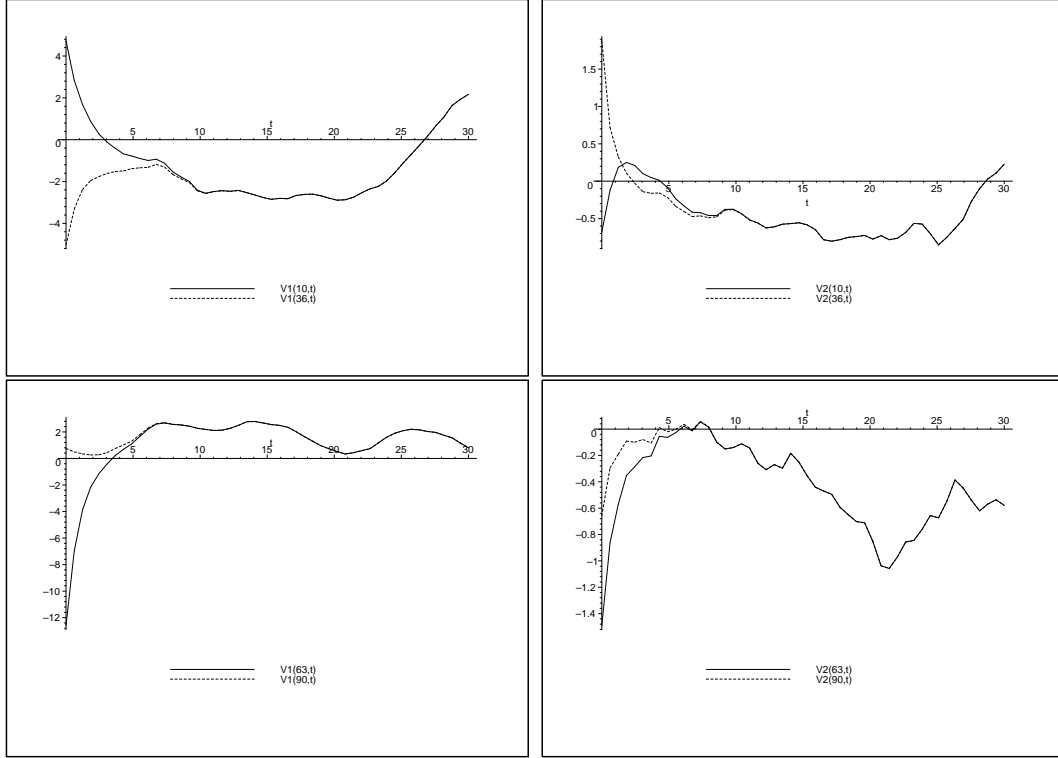 4
2
t
5 10 15 20 25 30
0
–2
–4
V1(10,t)
V1(36,t)
1.5
1
0.5
5 10 15 20 25 30
0
t
–0.5
V2(10,t)
V2(36,t)
2
t
5 10 15 20 25 30
0
–2
–4
–6
–8
–10
–12
V1(63,t)
V1(90,t)
t
5 10 15 20 25 30
0
–0.2
–0.4
–0.6
–0.8
–1
–1.2
–1.4
V2(63,t)
V2(90,t)